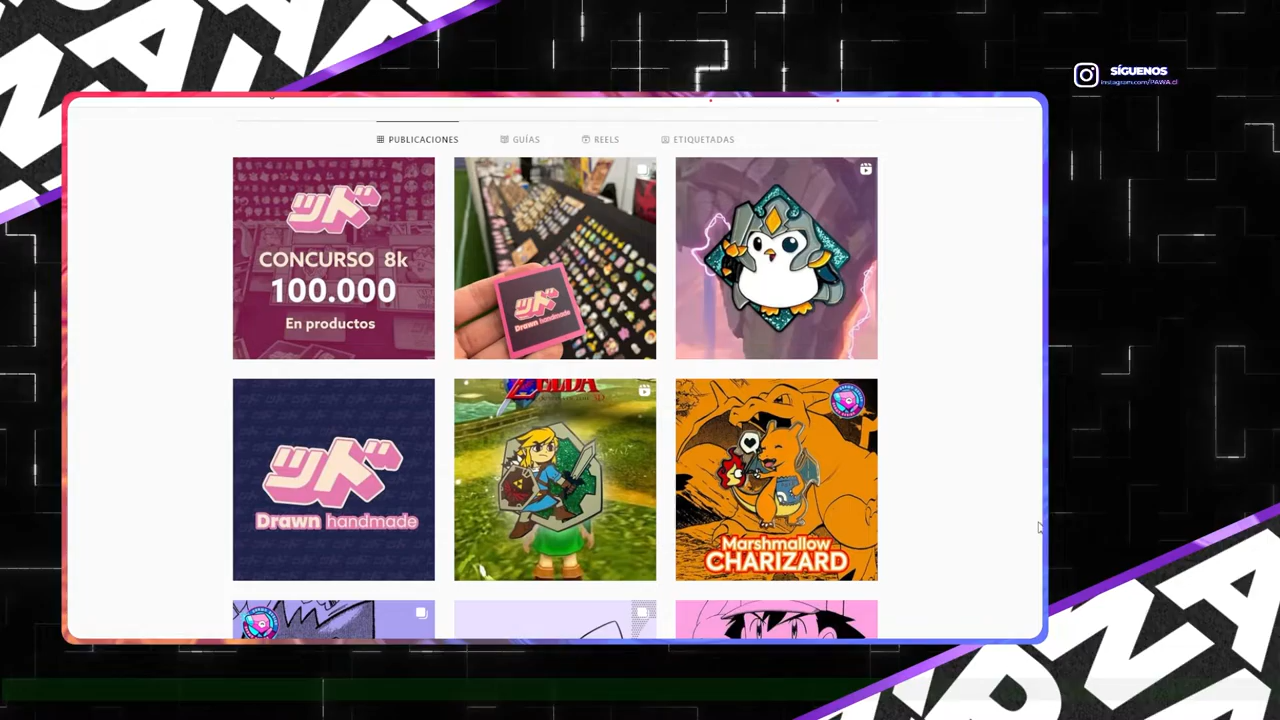 SÍGUENOS
instagram.com/PAWA.cl
PUBLICACIONES
GUÍAS
REELS
ETIQUETADAS
ツド
CONCURSO 8k
100.000
En productos
ツド
Drawn handmade
ツド
Drawn handmade
ZELDA
Marshmallow
CHARIZARD